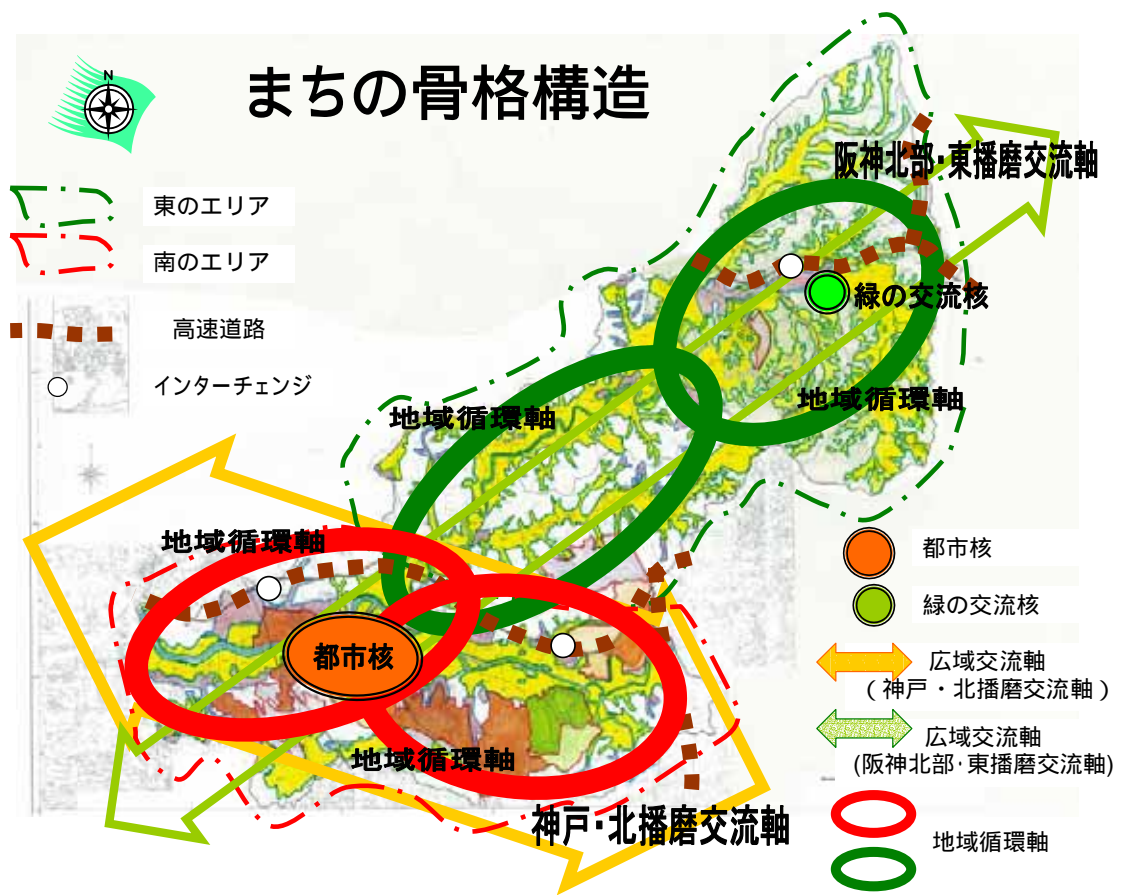 N
まちの骨格構造
東のエリア
南のエリア
高速道路
インターチェンジ
阪神北部・東播磨交流軸
緑の交流核
地域循環軸
地域循環軸
地域循環軸
都市核
地域循環軸
神戸・北播磨交流軸
都市核
緑の交流核
広域交流軸
(神戸・北播磨交流軸)
広域交流軸
(阪神北部・東播磨交流軸)
地域循環軸